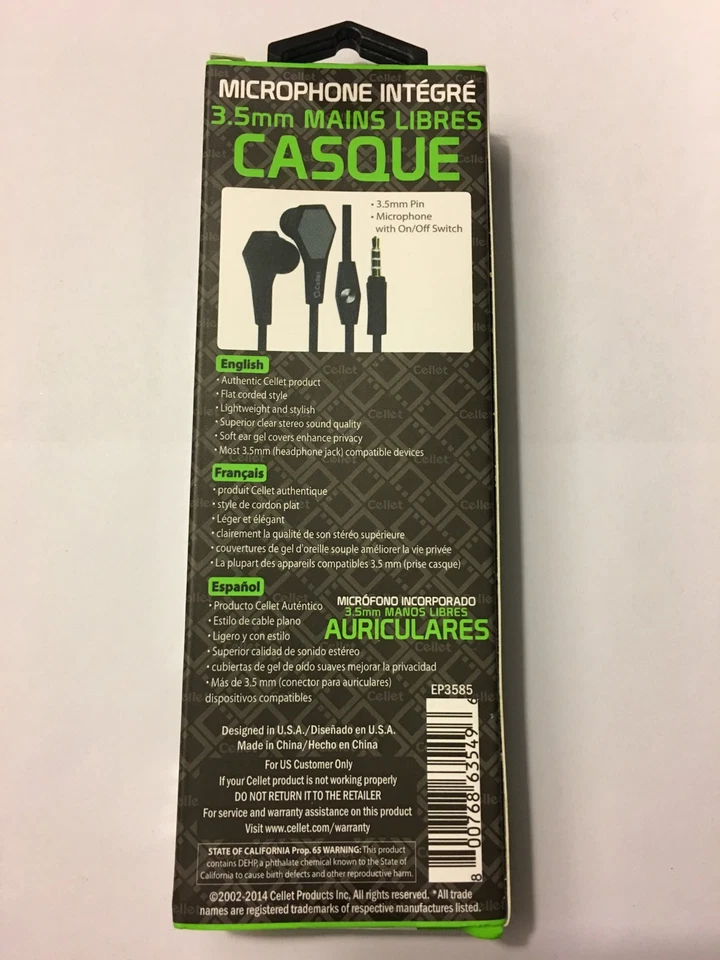 MICROPHONE INTÉGRÉ
3.5mm MAINS LIBRES
CASQUE
• 3.5mm Pin
• Microphone
with On/Off Switch
Cellet
English
• Authentic Cellet product
• Flat corded style
• Lightweight and stylish
• Superior clear stereo sound quality
• Soft ear gel covers enhance privacy
• Most 3.5mm (headphone jack) compatible devices
Français
• produit Cellet authentique
• style de cordon plat
• Léger et élégant
• clairement la qualité de son stéréo supérieure
• couvertures de gel d'oreille souple améliorer la vie privée
• La plupart des appareils compatibles 3.5 mm (prise casque)
Español
• Producto Cellet Auténtico
• Estilo de cable plano
• Ligero y con estilo
• Superior calidad de sonido estéreo
• cubiertas de gel de oído suaves mejorar la privacidad
• Más de 3.5 mm (conector para auriculares)
dispositivos compatibles
MICRÓFONO INCORPORADO
3.5mm MANOS LIBRES
AURICULARES
EP3585
8 00768 63549 6
Designed in U.S.A./Diseñado en U.S.A.
Made in China/Hecho en China
For US Customer Only
If your Cellet product is not working properly
DO NOT RETURN IT TO THE RETAILER
For service and warranty assistance on this product
Visit www.cellet.com/warranty
STATE OF CALIFORNIA Prop. 65 WARNING: This product
contains DEHP, a phthalate chemical known to the State of
California to cause birth defects and other reproductive harm.
©2002-2014 Cellet Products Inc, All rights reserved. *All trade
names are registered trademarks of respective manufactures listed.